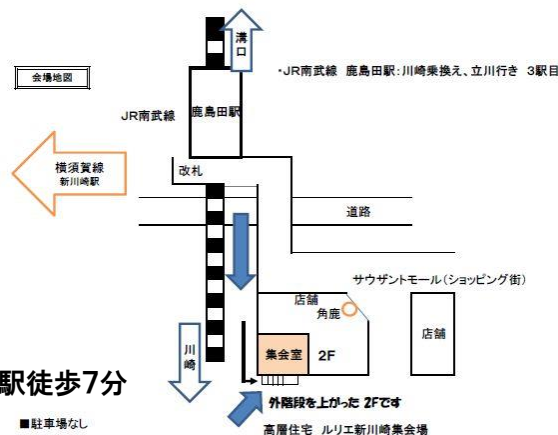 溝口
会場地図
・JR南武線 鹿島田駅:川崎乗換え、立川行き 3駅目
JR南武線
鹿島田駅
横須賀線
新川崎駅
改札
道路
サウザントモール(ショッピング街)
店舗
角鹿
店舗
川崎
集会室
2F
駅徒歩7分
外階段を上がった 2Fです
■駐車場なし
高層住宅 ルリエ新川崎集会場